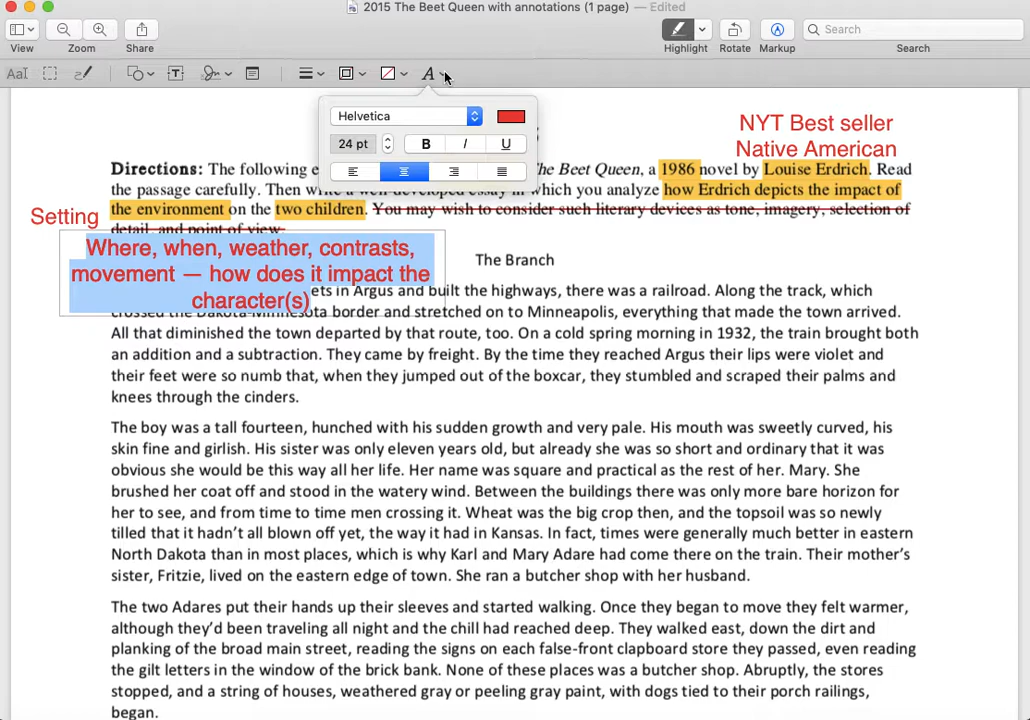 2015 The Beet Queen with annotations (1 page) — Edited
View
Zoom
Share
Highlight
Rotate
Markup
Search
Search
AaI
T
A
Helvetica
24 pt
B I U
NYT Best seller
Native American
Directions: The following e The Beet Queen, a 1986 novel by Louise Erdrich. Read
the passage carefully. Then write a well-developed essay in which you analyze how Erdrich depicts the impact of
the environment on the two children. You may wish to consider such literary devices as tone, imagery, selection of
detail, and point of view.
Setting
Where, when, weather, contrasts,
movement — how does it impact the
character(s)
The Branch
ets in Argus and built the highways, there was a railroad. Along the track, which
crossed the Dakota-Minnesota border and stretched on to Minneapolis, everything that made the town arrived.
All that diminished the town departed by that route, too. On a cold spring morning in 1932, the train brought both
an addition and a subtraction. They came by freight. By the time they reached Argus their lips were violet and
their feet were so numb that, when they jumped out of the boxcar, they stumbled and scraped their palms and
knees through the cinders.
The boy was a tall fourteen, hunched with his sudden growth and very pale. His mouth was sweetly curved, his
skin fine and girlish. His sister was only eleven years old, but already she was so short and ordinary that it was
obvious she would be this way all her life. Her name was square and practical as the rest of her. Mary. She
brushed her coat off and stood in the watery wind. Between the buildings there was only more bare horizon for
her to see, and from time to time men crossing it. Wheat was the big crop then, and the topsoil was so newly
tilled that it hadn't all blown off yet, the way it had in Kansas. In fact, times were generally much better in eastern
North Dakota than in most places, which is why Karl and Mary Adare had come there on the train. Their mother's
sister, Fritzie, lived on the eastern edge of town. She ran a butcher shop with her husband.
The two Adares put their hands up their sleeves and started walking. Once they began to move they felt warmer,
although they'd been traveling all night and the chill had reached deep. They walked east, down the dirt and
planking of the broad main street, reading the signs on each false-front clapboard store they passed, even reading
the gilt letters in the window of the brick bank. None of these places was a butcher shop. Abruptly, the stores
stopped, and a string of houses, weathered gray or peeling gray paint, with dogs tied to their porch railings,
began.